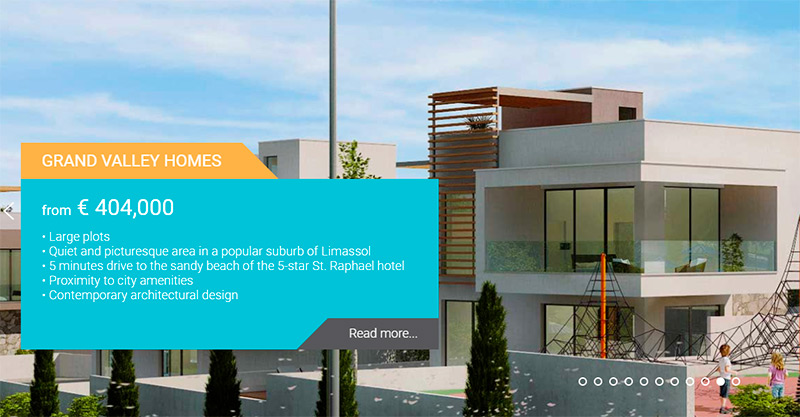 GRAND VALLEY HOMES
from € 404,000
• Large plots
• Quiet and picturesque area in a popular suburb of Limassol
• 5 minutes drive to the sandy beach of the 5-star St. Raphael hotel
• Proximity to city amenities
• Contemporary architectural design
Read more...